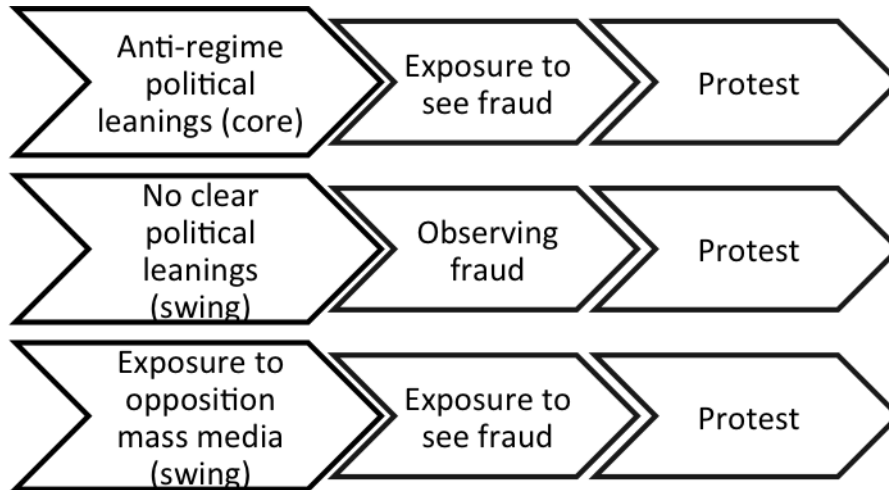 Anti-regime
political
leanings (core)
Exposure to
see fraud
Protest
No clear
political
leanings
(swing)
Observing
fraud
Protest
Exposure to
opposition
mass media
(swing)
Exposure to
see fraud
Protest